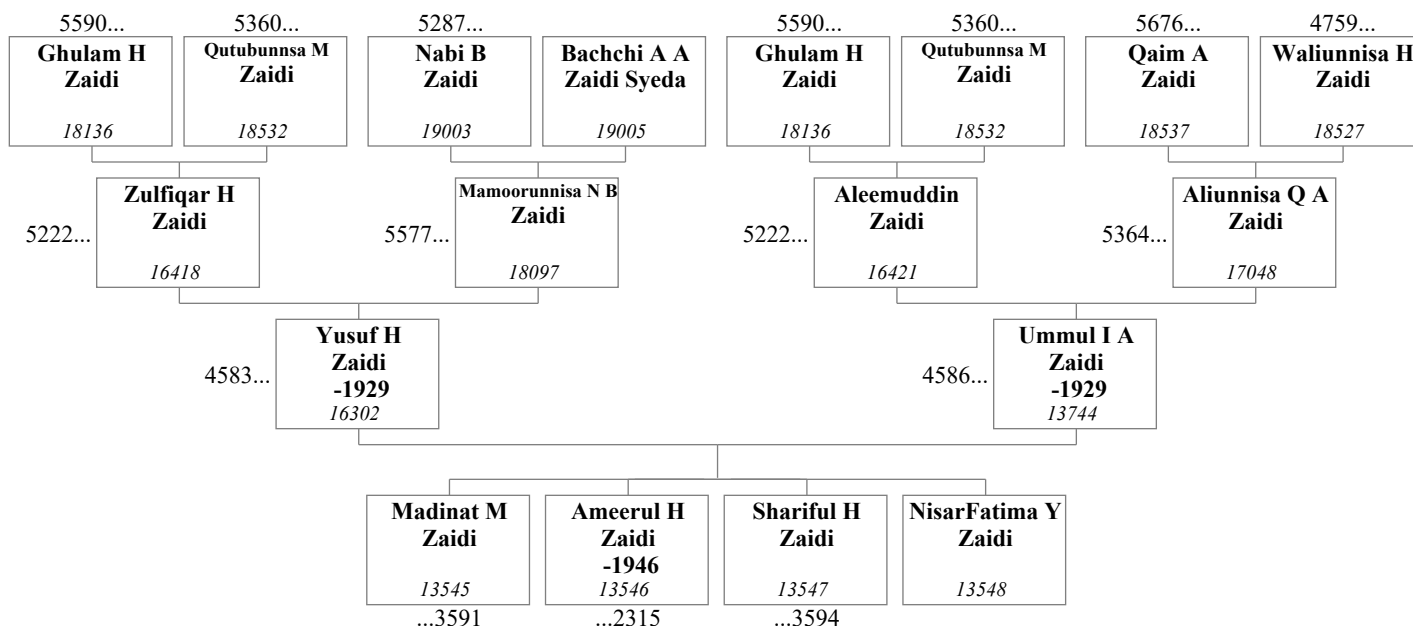 5590... 5360... 5287... 5590... 5360... 5676... 4759...
Ghulam H
Zaidi
18136
Qutubunnsa M
Zaidi
18532
Nabi B
Zaidi
19003
Bachchi A A
Zaidi Syeda
19005
Ghulam H
Zaidi
18136
Qutubunnsa M
Zaidi
18532
Qaim A
Zaidi
18537
Waliunnisa H
Zaidi
18527
5222...
Zulfiqar H
Zaidi
16418
5577...
Mamoorunnisa N B
Zaidi
18097
5222...
Aleemuddin
Zaidi
16421
5364...
Aliunnisa Q A
Zaidi
17048
4583...
Yusuf H
Zaidi
-1929
16302
4586...
Ummul I A
Zaidi
-1929
13744
Madinat M
Zaidi
13545
...3591
Ameerul H
Zaidi
-1946
13546
...2315
Shariful H
Zaidi
13547
...3594
NisarFatima Y
Zaidi
13548